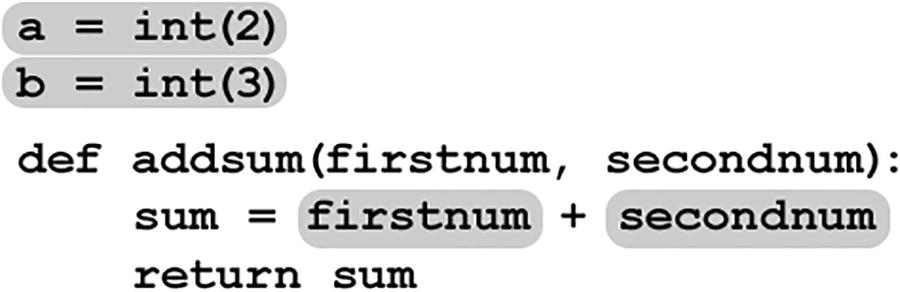 a = int(2)
b = int(3)
def addsum(firstnum, secondnum):
    sum = firstnum + secondnum
    return sum